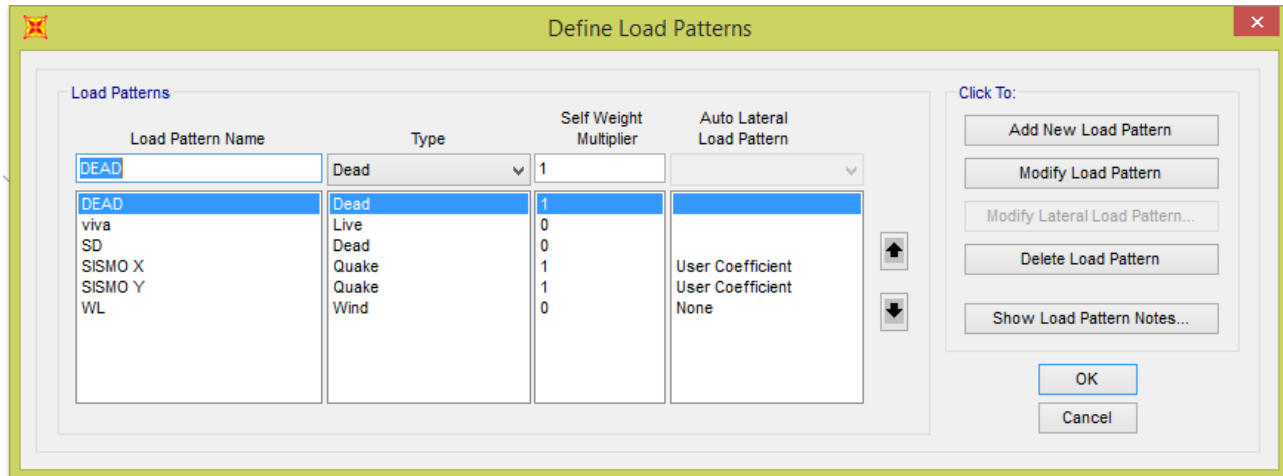 Define Load Patterns
Load Patterns
Click To:
Load Pattern Name Type Self Weight Multiplier Auto Lateral Load Pattern
DEAD Dead 1
DEAD Dead 1
viva Live 0
SD Dead 0
SISMO X Quake 1 User Coefficient
SISMO Y Quake 1 User Coefficient
WL Wind 0 None
Add New Load Pattern
Modify Load Pattern
Modify Lateral Load Pattern...
Delete Load Pattern
Show Load Pattern Notes...
OK
Cancel